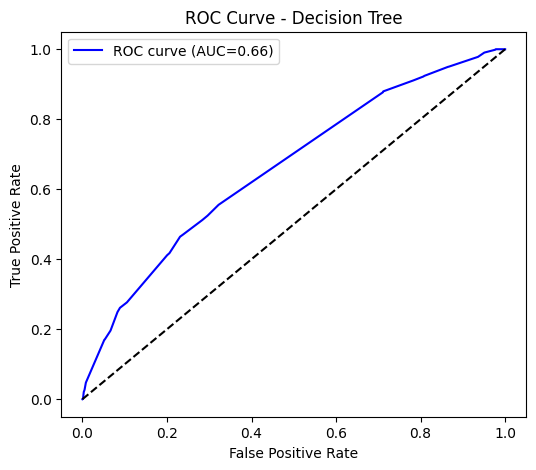 ROC Curve - Decision Tree
ROC curve (AUC=0.66)
True Positive Rate
1.0
0.8
0.6
0.4
0.2
0.0
0.0 0.2 0.4 0.6 0.8 1.0
False Positive Rate